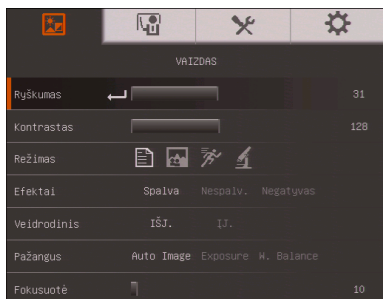 VAIZDAS
Ryškumas 31
Kontrastas 128
Režimas
Efektai Spalva Nespalv. Negatyvas
Veidrodinis IŠJ. ĮJ.
Pažangus Auto Image Exposure W. Balance
Fokusuotė 10